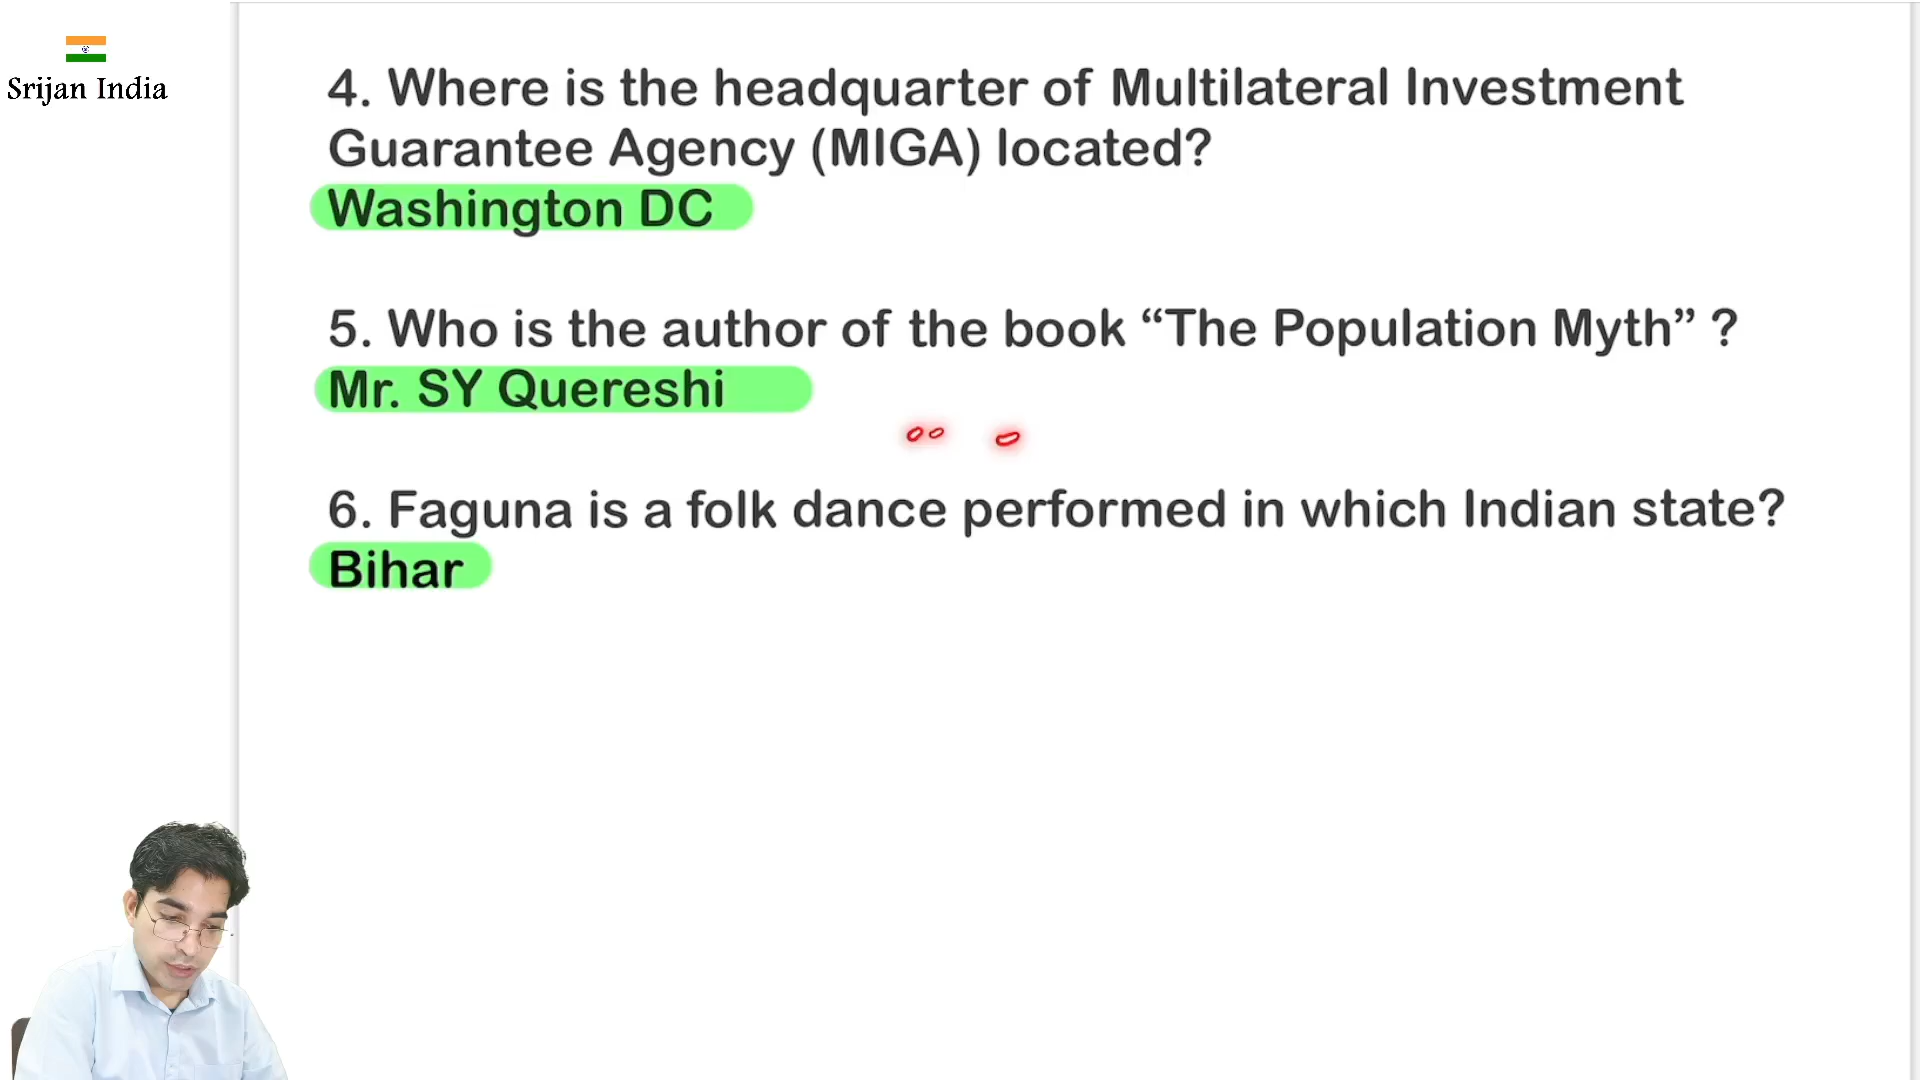 Srijan India
4. Where is the headquarter of Multilateral Investment
Guarantee Agency (MIGA) located?
Washington DC
5. Who is the author of the book “The Population Myth” ?
Mr. SY Quereshi
6. Faguna is a folk dance performed in which Indian state?
Bihar